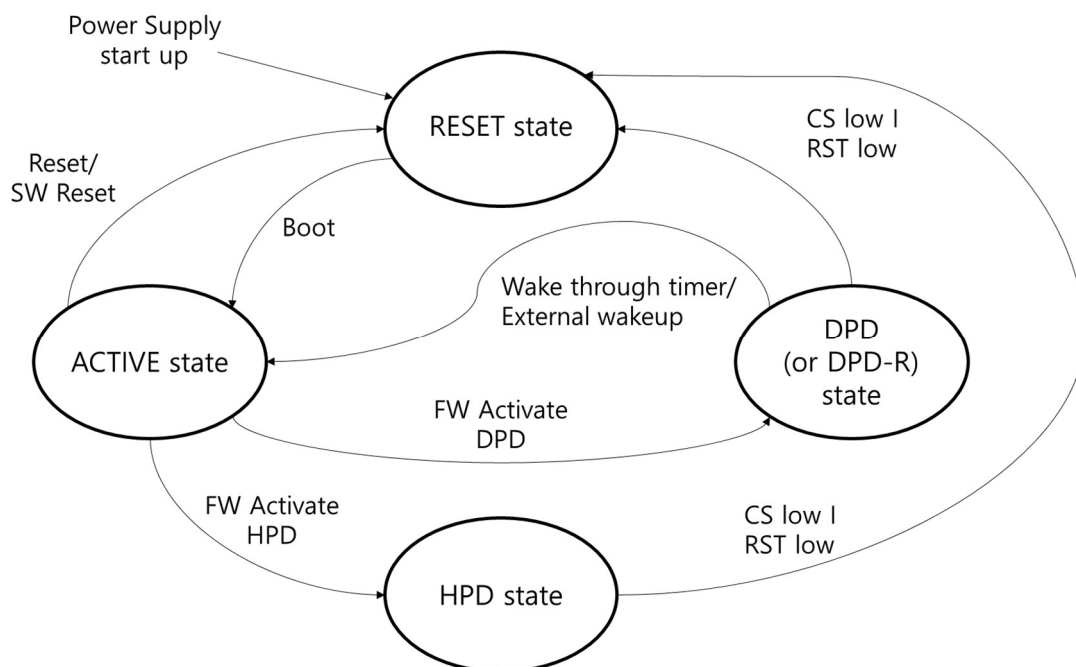 Power Supply
start up
RESET state
CS low I
RST low
Reset/
SW Reset
Boot
Wake through timer/
External wakeup
ACTIVE state
DPD
(or DPD-R)
state
FW Activate
DPD
FW Activate
HPD
CS low I
RST low
HPD state